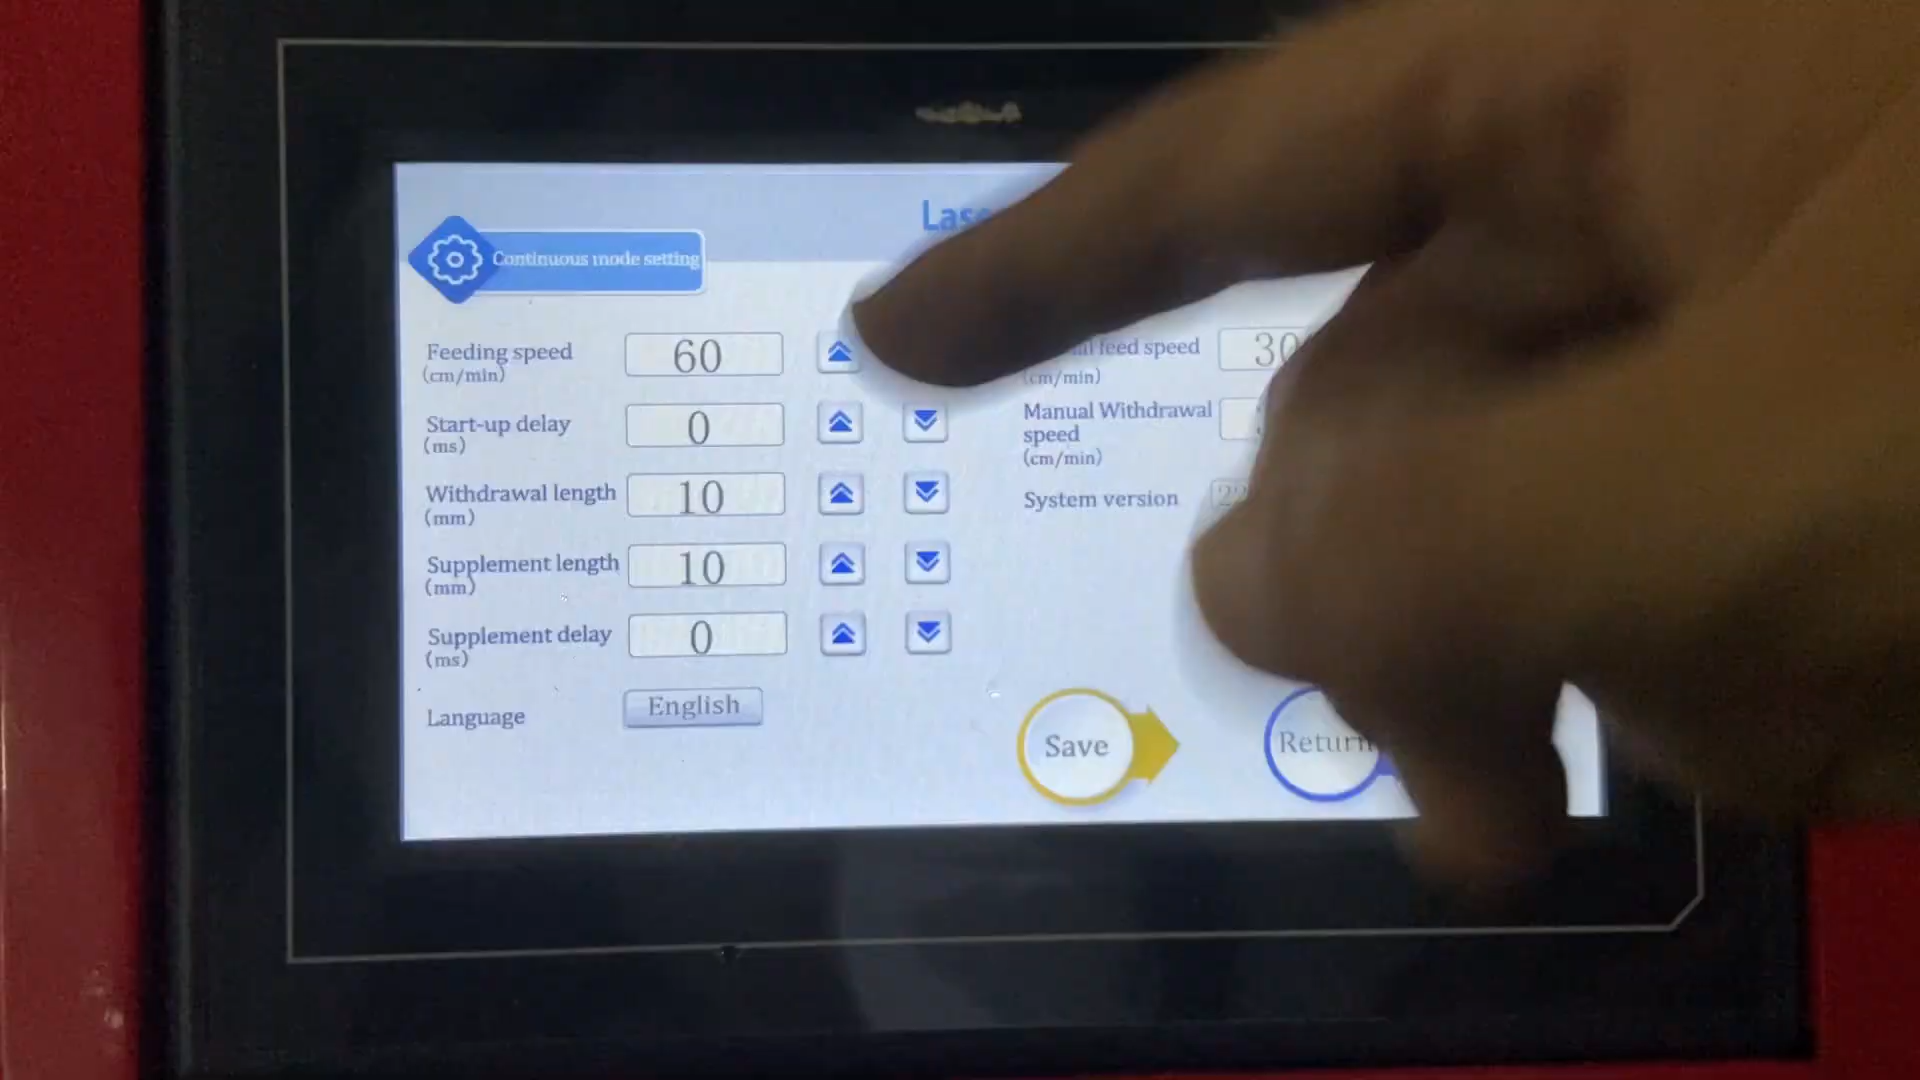 Continuous mode setting
Feeding speed
(cm/min)
60
feed speed
(cm/min)
Start-up delay
(ms)
0
Manual Withdrawal
speed
(cm/min)
Withdrawal length
(mm)
10
System version
Supplement length
(mm)
10
Supplement delay
(ms)
0
Language
English
Save
Return